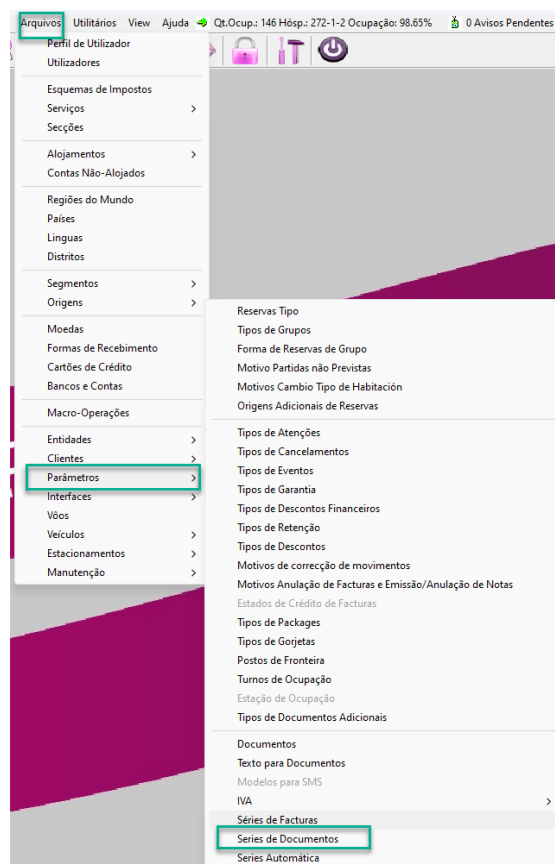 Arquivos Utilitários View Ajuda Qt.Ocup.: 146 Hósp.: 272-1-2 Ocupação: 98.65% 0 Avisos Pendentes
Perfil de Utilizador
Utilizadores
Esquemas de Impostos
Serviços
Secções
Alojamentos
Contas Não-Alojados
Regiões do Mundo
Países
Linguas
Distritos
Segmentos
Origens
Moedas
Formas de Recebimento
Cartões de Crédito
Bancos e Contas
Macro-Operações
Entidades
Clientes
Parâmetros
Interfaces
Vôos
Veículos
Estacionamentos
Manutenção
Reservas Tipo
Tipos de Grupos
Forma de Reservas de Grupo
Motivo Partidas não Previstas
Motivos Cambio Tipo de Habitación
Origens Adicionais de Reservas
Tipos de Atenções
Tipos de Cancelamentos
Tipos de Eventos
Tipos de Garantia
Tipos de Descontos Financeiros
Tipos de Retenção
Tipos de Descontos
Motivos de correcção de movimentos
Motivos Anulação de Facturas e Emissão/Anulação de Notas
Estados de Crédito de Facturas
Tipos de Packages
Tipos de Gorjetas
Postos de Fronteira
Turnos de Ocupação
Estação de Ocupação
Tipos de Documentos Adicionais
Documentos
Texto para Documentos
Modelos para SMS
IVA
Séries de Facturas
Series de Documentos
Series Automática